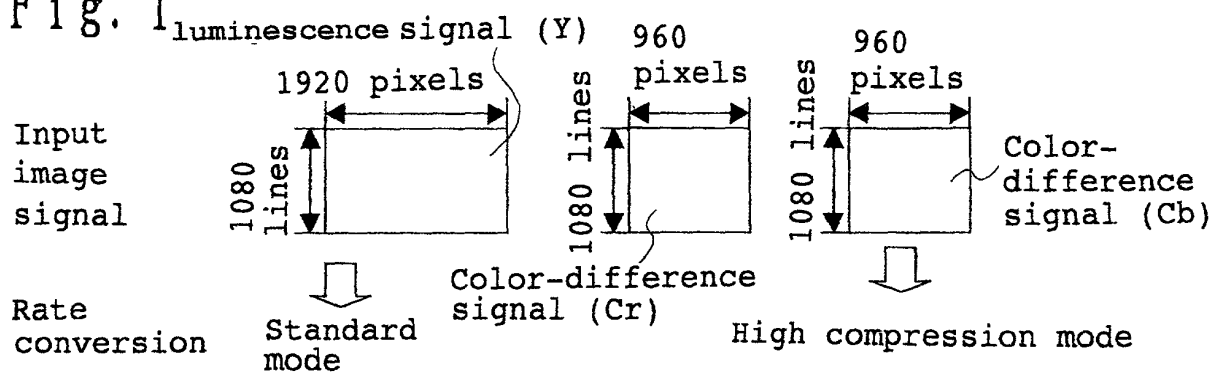 Fig. 1
luminescence signal (Y)
1920 pixels
1080 lines
960 pixels
1080 lines
960 pixels
1080 lines
Input
image
signal
Color-
difference
signal (Cb)
Color-difference
signal (Cr)
Rate
conversion
Standard
mode
High compression mode